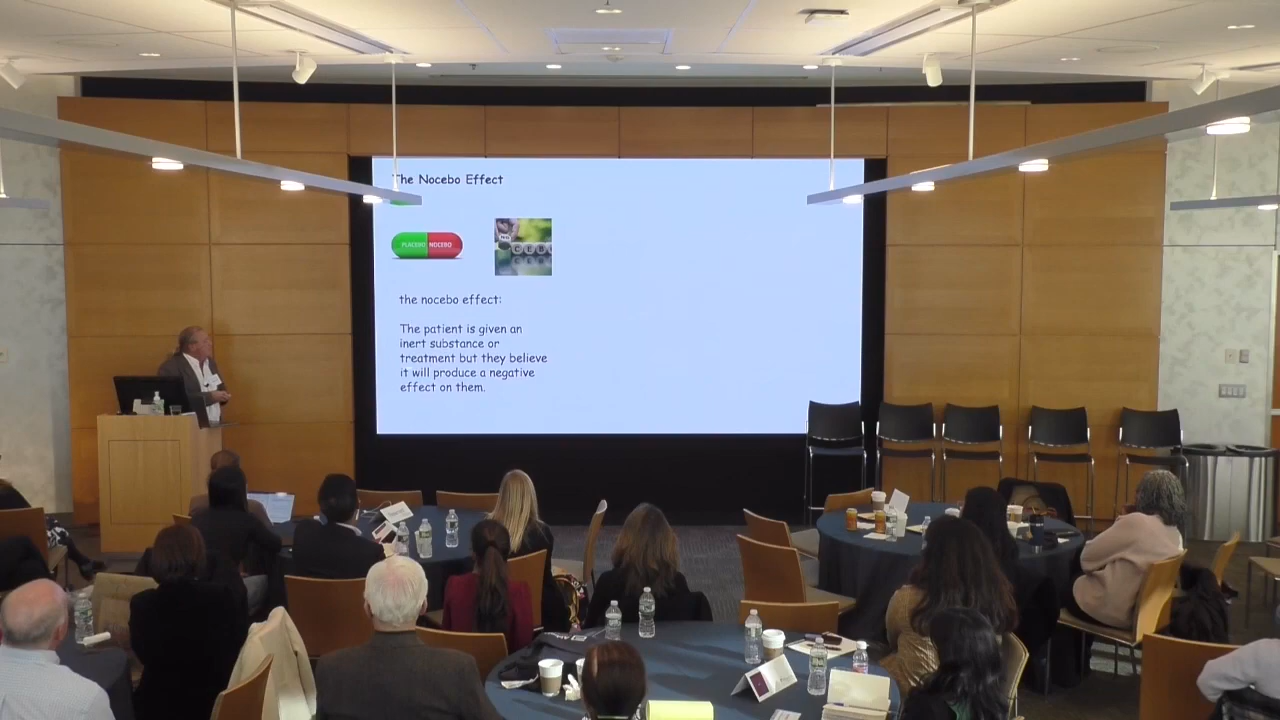 The Nocebo Effect
PLACEBO NOCEBO
the nocebo effect:
The patient is given an
inert substance or
treatment but they believe
it will produce a negative
effect on them.